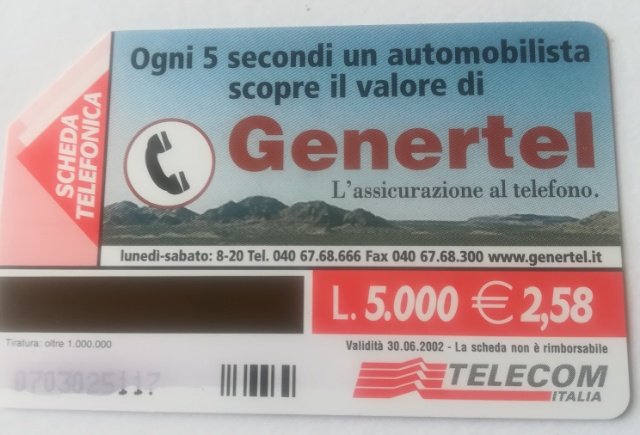 Ogni 5 secondi un automobilista
scopre il valore di
Genertel
L'assicurazione al telefono.
SCHEDA
TELEFONICA
lunedì-sabato: 8-20 Tel. 040 67.68.666 Fax 040 67.68.300 www.genertel.it
L. 5.000 € 2,58
Tiratura: oltre 1.000.000
Validità 30.06.2002 - La scheda non è rimborsabile
TELECOM
ITALIA